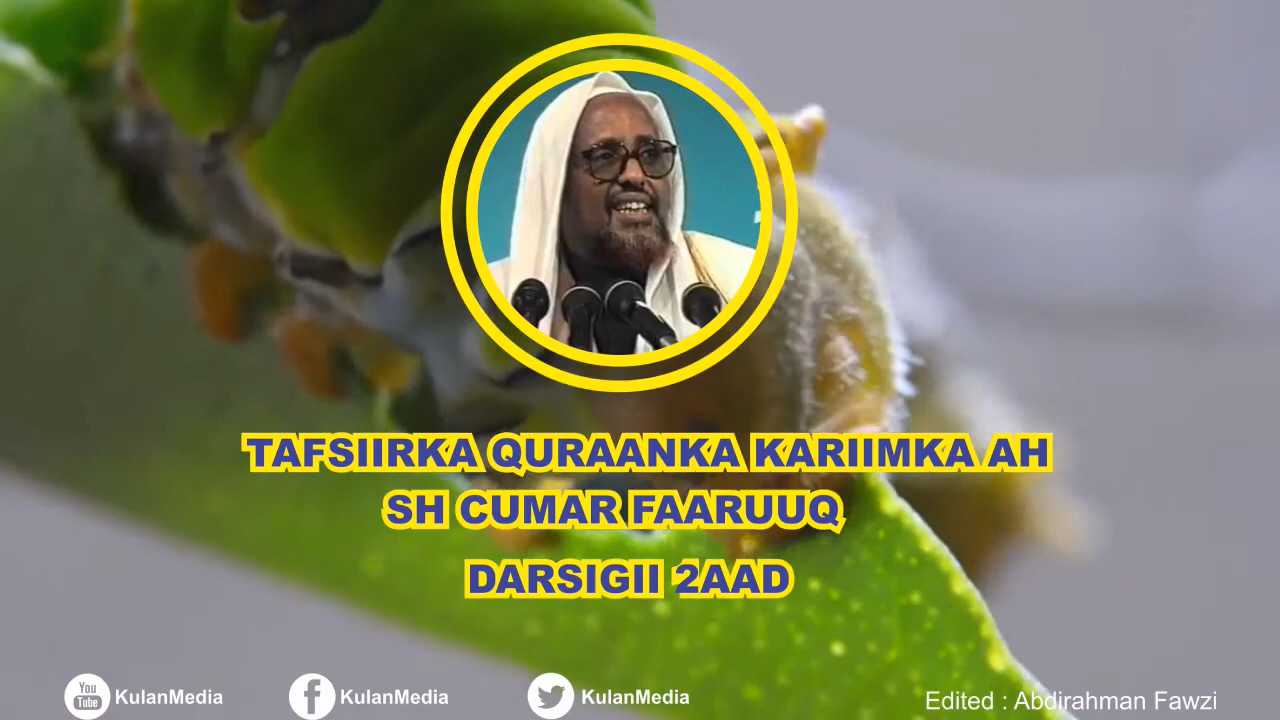 TAFSIIRKA QURAANKA KARIIMKA AH
SH CUMAR FAARUUQ
DARSIGII 2AAD
You Tube KulanMedia
f KulanMedia
KulanMedia
Edited : Abdirahman Fawzi